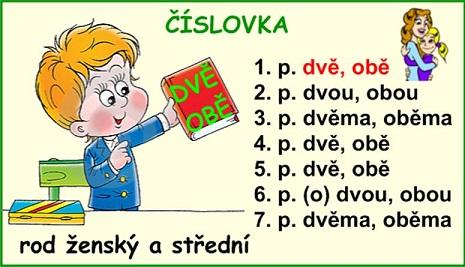 ČÍSLOVKA
DVĚ
OBĚ
1. p. dvě, obě
2. p. dvou, obou
3. p. dvěma, oběma
4. p. dvě, obě
5. p. dvě, obě
6. p. (o) dvou, obou
7. p. dvěma, oběma
rod ženský a střední